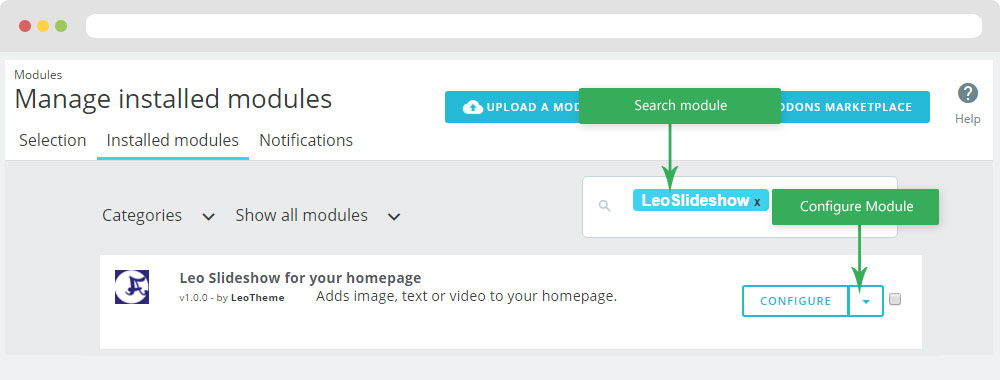 Modules
Manage installed modules
UPLOAD A MOD
Search module
DDONS MARKETPLACE
Help
Selection
Installed modules
Notifications
LeoSlideshow x
Categories
Show all modules
Configure Module
Leo Slideshow for your homepage
v1.0.0 - by LeoTheme
Adds image, text or video to your homepage.
CONFIGURE